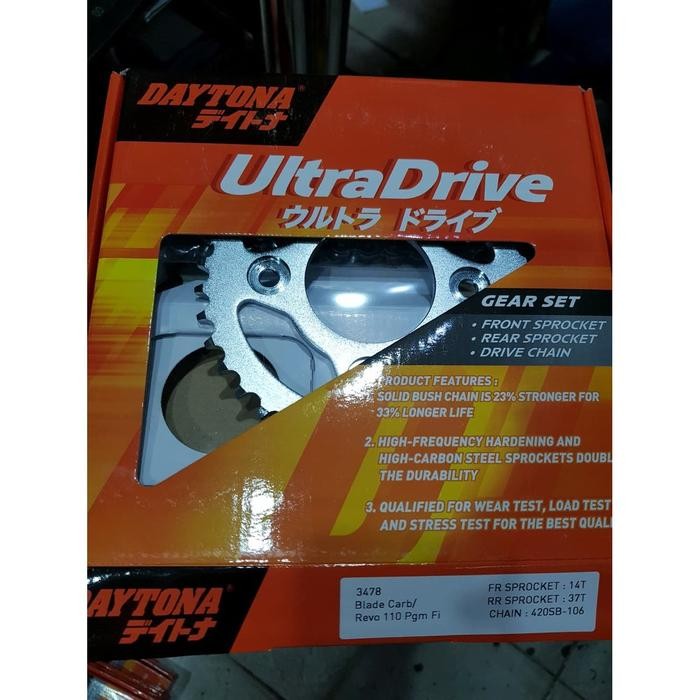 DAYTONA®
デイトナ
UltraDrive
ウルトラ ドライブ
GEAR SET
• FRONT SPROCKET
• REAR SPROCKET
• DRIVE CHAIN
PRODUCT FEATURES :
SOLID BUSH CHAIN IS 23% STRONGER FOR
33% LONGER LIFE
2. HIGH-FREQUENCY HARDENING AND
HIGH-CARBON STEEL SPROCKETS DOUBL
THE DURABILITY
3. QUALIFIED FOR WEAR TEST, LOAD TEST
AND STRESS TEST FOR THE BEST QUAL
DAYTONA®
デイトナ
3478
Blade Carb/
Revo 110 Pgm Fi
FR SPROCKET : 14T
RR SPROCKET : 37T
CHAIN : 420SB-106